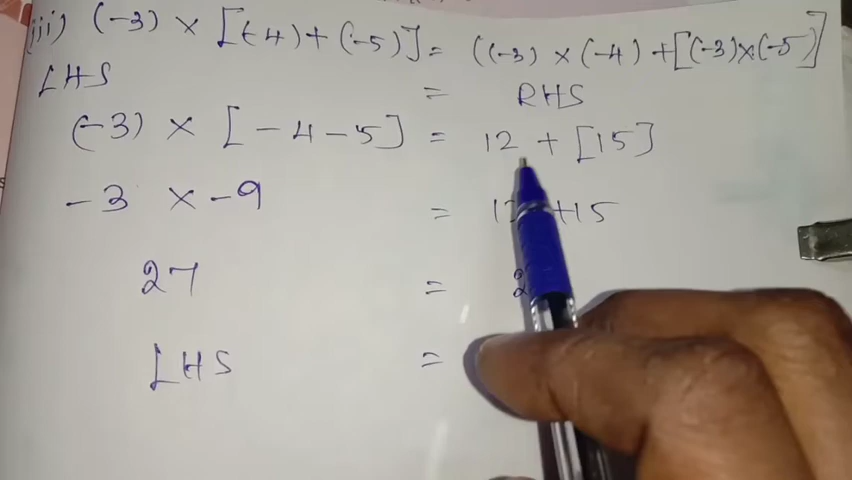 iii) (-3) × [(-4)+(-5)] = ((-3) × (-4) + [(-3)×(-5)]
LHS = RHS
(-3) × [-4-5] = 12 + [15]
-3 × -9 = +15
27 =
LHS =